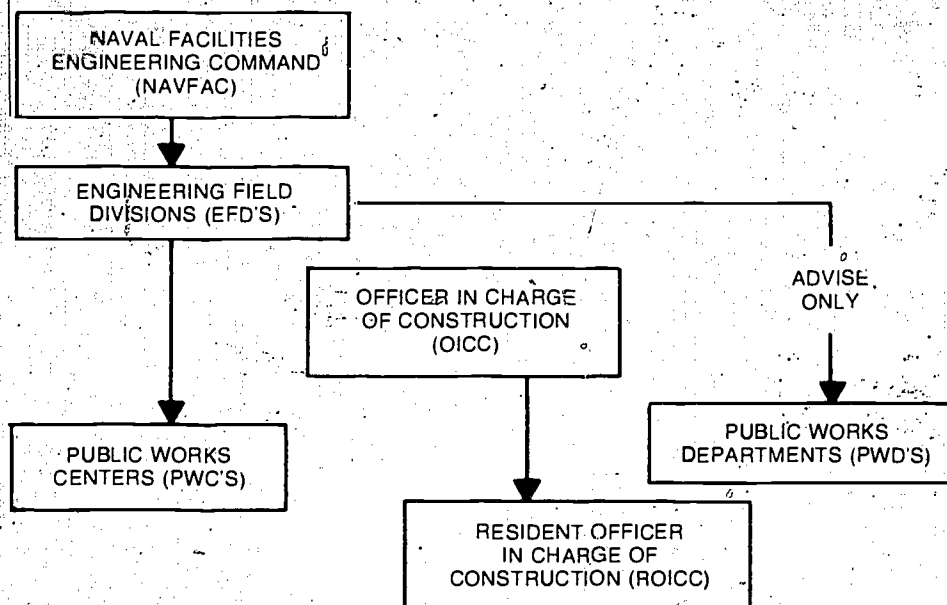 NAVAL FACILITIES
ENGINEERING COMMAND
(NAVFAC)
ENGINEERING FIELD
DIVISIONS (EFD'S)
ADVISE
ONLY
OFFICER IN CHARGE
OF CONSTRUCTION
(OICC)
PUBLIC WORKS
CENTERS (PWC'S)
PUBLIC WORKS
DEPARTMENTS (PWD'S)
RESIDENT OFFICER
IN CHARGE OF
CONSTRUCTION (ROICC)